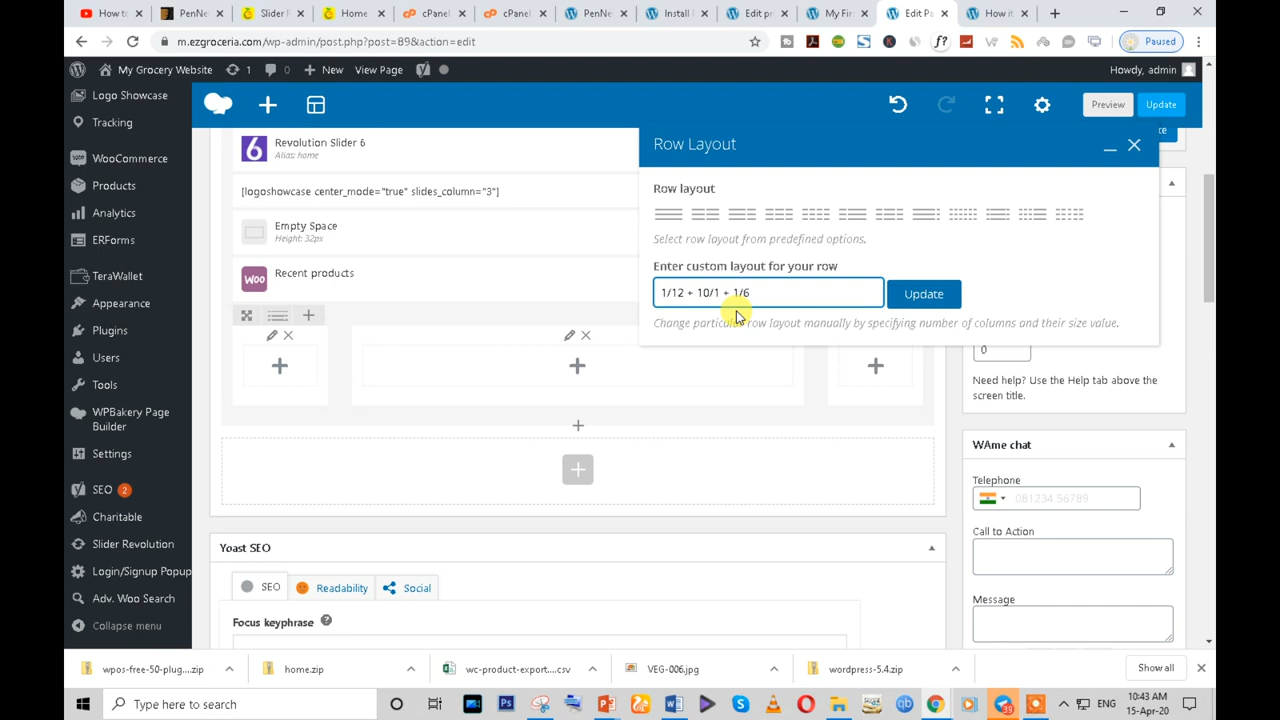 How to
PenNe
Slider F
Home
cPanel
cPanel
PenNe
Install I
Edit pr
My Firs
Edit Pa
How it
m.ezgroceria.com/wp-admin/post.php?post=89&action=edit
Paused
My Grocery Website
1
0
New
View Page
Howdy, admin
Logo Showcase
Tracking
WooCommerce
Products
Analytics
ERForms
TeraWallet
Appearance
Plugins
Users
Tools
WPBakery Page
Builder
Settings
SEO 2
Charitable
Slider Revolution
Login/Signup Popup
Adv. Woo Search
Collapse menu
Preview
Update
Revolution Slider 6
Alias: home
[logoshowcase center_mode="true" slides_column="3"]
Empty Space
Height: 32px
Woo
Recent products
Row Layout
Row layout
Select row layout from predefined options.
Enter custom layout for your row
1/12 + 10/1 + 1/6
Update
Change particular row layout manually by specifying number of columns and their size value.
0
Need help? Use the Help tab above the
screen title.
WAme chat
Telephone
081234 56789
Call to Action
Message
Yoast SEO
SEO
Readability
Social
Focus keyphrase
wpos-free-50-plug....zip
home.zip
wc-product-export....csv
VEG-006.jpg
wordpress-5.4.zip
Show all
Type here to search
39
ENG
10:43 AM
15-Apr-20